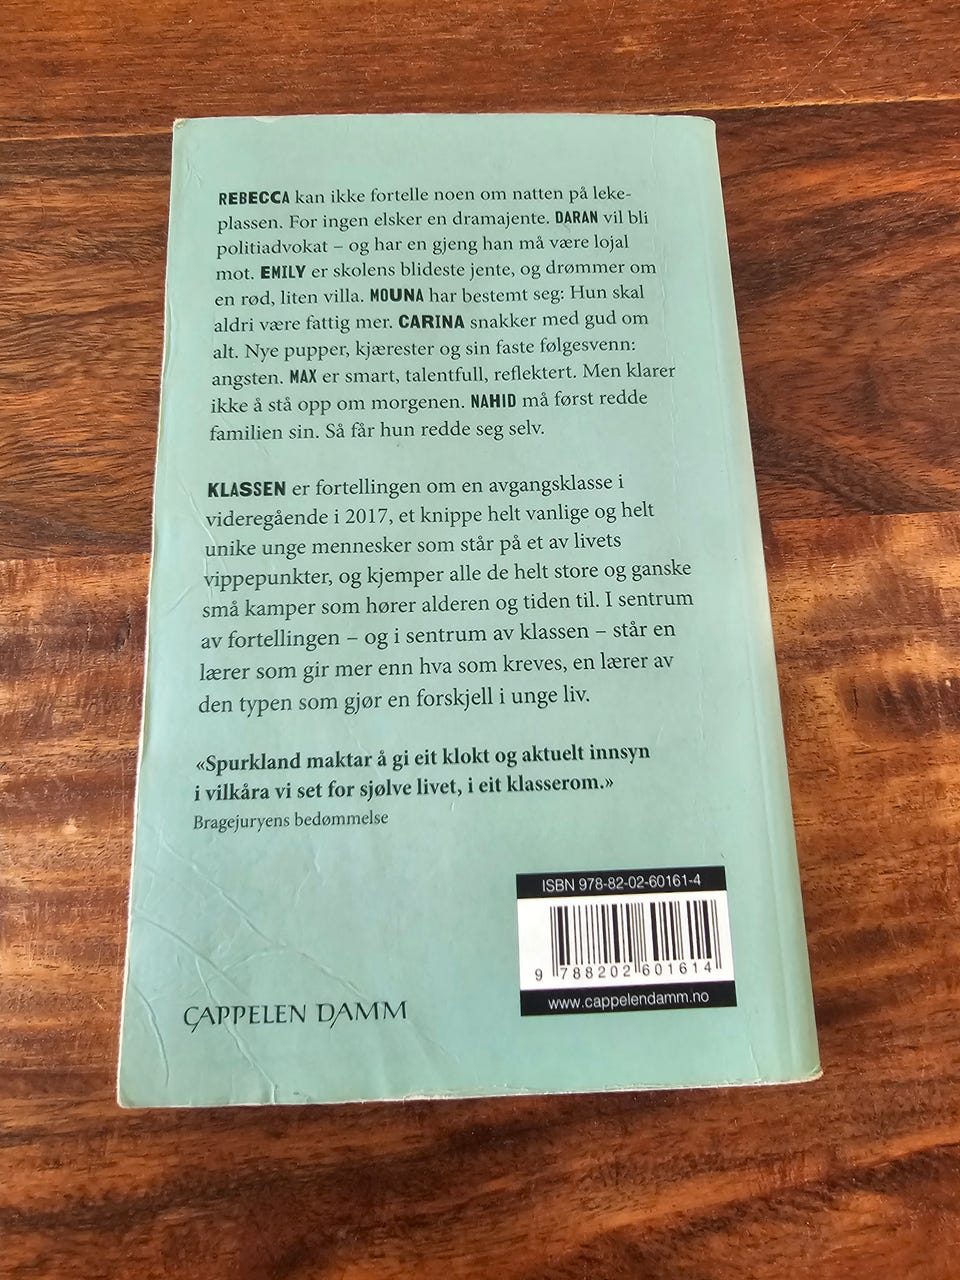 REBECCA kan ikke fortelle noen om natten på leke-
plassen. For ingen elsker en dramajente. DARAN vil bli
politiadvokat – og har en gjeng han må være lojal
mot. EMILY er skolens blideste jente, og drømmer om
en rød, liten villa. MOUNA har bestemt seg: Hun skal
aldri være fattig mer. CARINA snakker med gud om
alt. Nye pupper, kjærester og sin faste følgesvenn:
angsten. MAX er smart, talentfull, reflektert. Men klarer
ikke å stå opp om morgenen. NAHID må først redde
familien sin. Så får hun redde seg selv.
KLASSEN er fortellingen om en avgangsklasse i
videregående i 2017, et knippe helt vanlige og helt
unike unge mennesker som står på et av livets
vippepunkter, og kjemper alle de helt store og ganske
små kamper som hører alderen og tiden til. I sentrum
av fortellingen – og i sentrum av klassen – står en
lærer som gir mer enn hva som kreves, en lærer av
den typen som gjør en forskjell i unge liv.
«Spurkland maktar å gi eit klokt og aktuelt innsyn
i vilkåra vi set for sjølve livet, i eit klasserom.»
Bragejuryens bedømmelse
ISBN 978-82-02-60161-4
9 788202 601614
www.cappelendamm.no
CAPPELEN DAMM